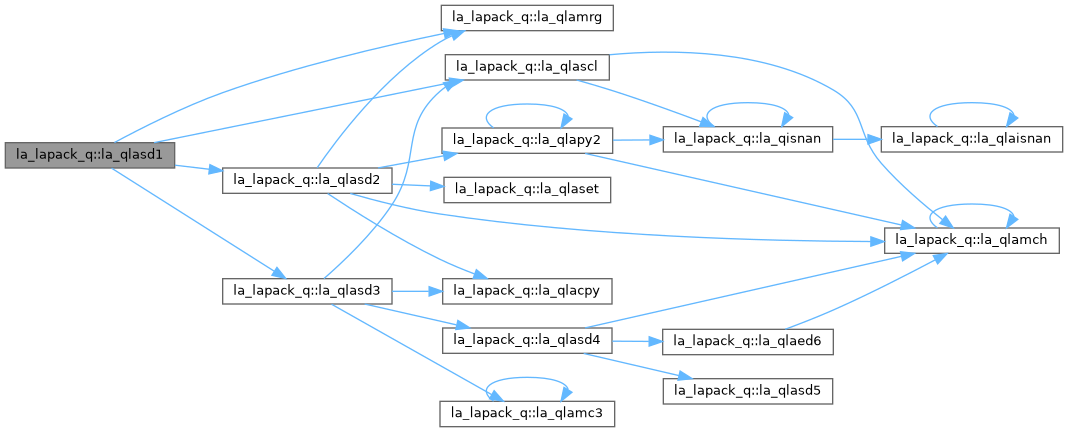 la_lapack_q::la_qlamrg
la_lapack_q::la_qlascl
la_lapack_q::la_qlapy2
la_lapack_q::la_qisnan
la_lapack_q::la_qlaisnan
la_lapack_q::la_qlasd1
la_lapack_q::la_qlasd2
la_lapack_q::la_qlaset
la_lapack_q::la_qlamch
la_lapack_q::la_qlasd3
la_lapack_q::la_qlacpy
la_lapack_q::la_qlasd4
la_lapack_q::la_qlaed6
la_lapack_q::la_qlasd5
la_lapack_q::la_qlamc3